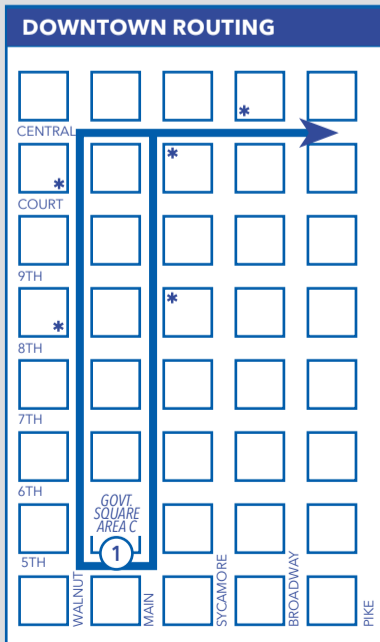 DOWNTOWN ROUTING
*
CENTRAL
*
*
COURT
9TH
*
*
8TH
7TH
6TH
GOVT.
SQUARE
AREA C
1
5TH
WALNUT
MAIN
SYCAMORE
BROADWAY
PIKE